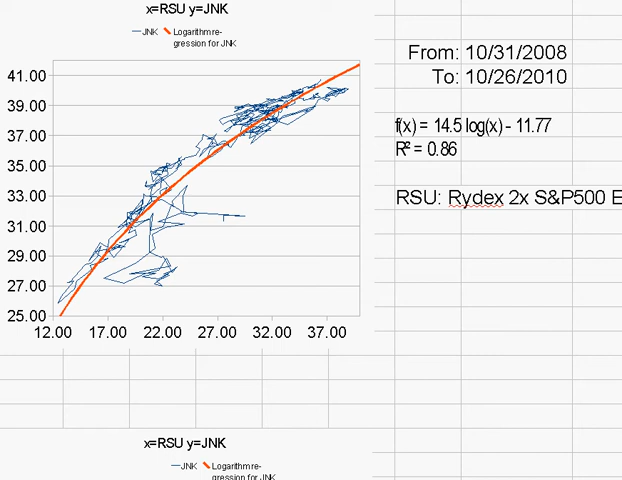 x=RSU y=JNK
JNK
Logarithm re-
gression for JNK
41.00
39.00
37.00
35.00
33.00
31.00
29.00
27.00
25.00
12.00 17.00 22.00 27.00 32.00 37.00
From: 10/31/2008
To: 10/26/2010
f(x) = 14.5 log(x) - 11.77
R² = 0.86
RSU: Rydex 2x S&P500 E
x=RSU y=JNK
JNK
Logarithm re-
gression for JNK